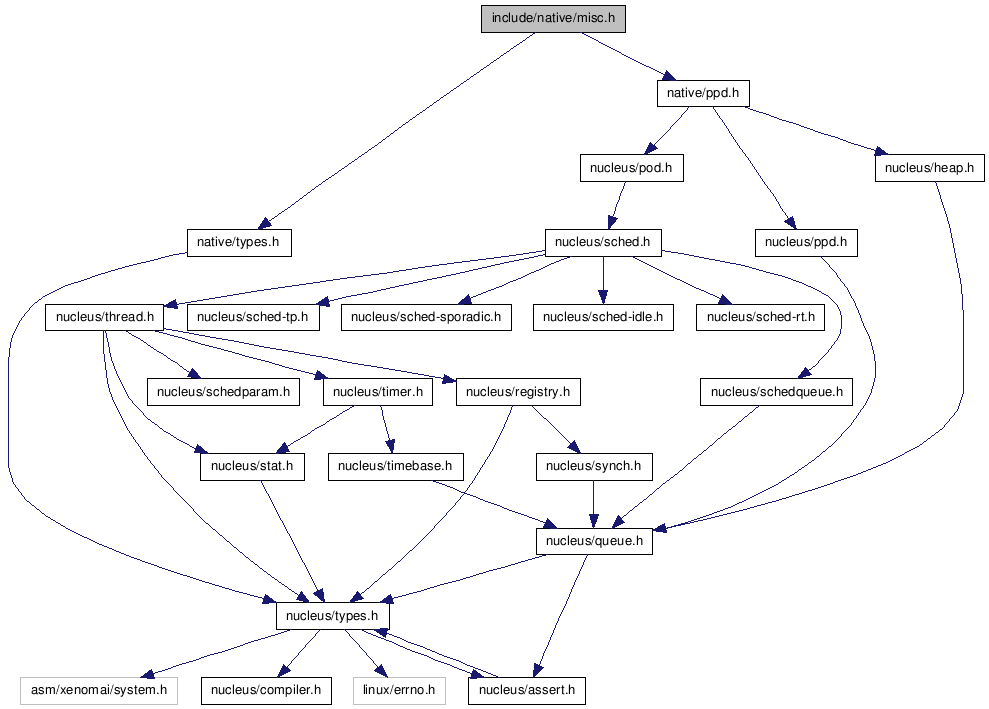 include/native/misc.h
native/ppd.h
nucleus/pod.h
nucleus/heap.h
native/types.h
nucleus/sched.h
nucleus/ppd.h
nucleus/thread.h
nucleus/sched-tp.h
nucleus/sched-sporadic.h
nucleus/sched-idle.h
nucleus/sched-rt.h
nucleus/schedparam.h
nucleus/timer.h
nucleus/registry.h
nucleus/schedqueue.h
nucleus/stat.h
nucleus/timebase.h
nucleus/synch.h
nucleus/queue.h
nucleus/types.h
asm/xenomai/system.h
nucleus/compiler.h
linux/errno.h
nucleus/assert.h